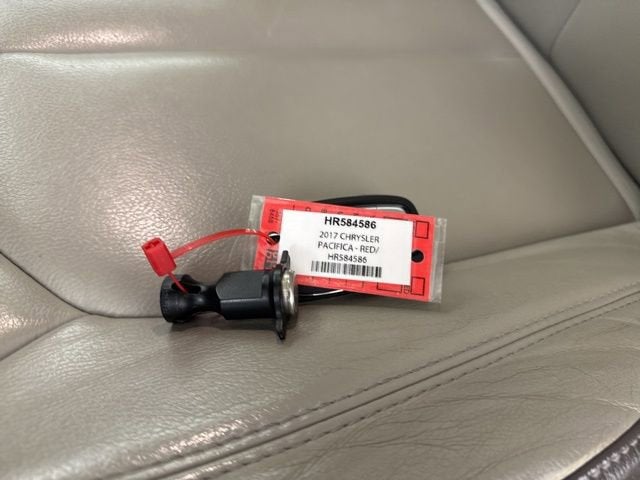 HR584586
2017 CHRYSLER
PACIFICA - RED/
HR584586